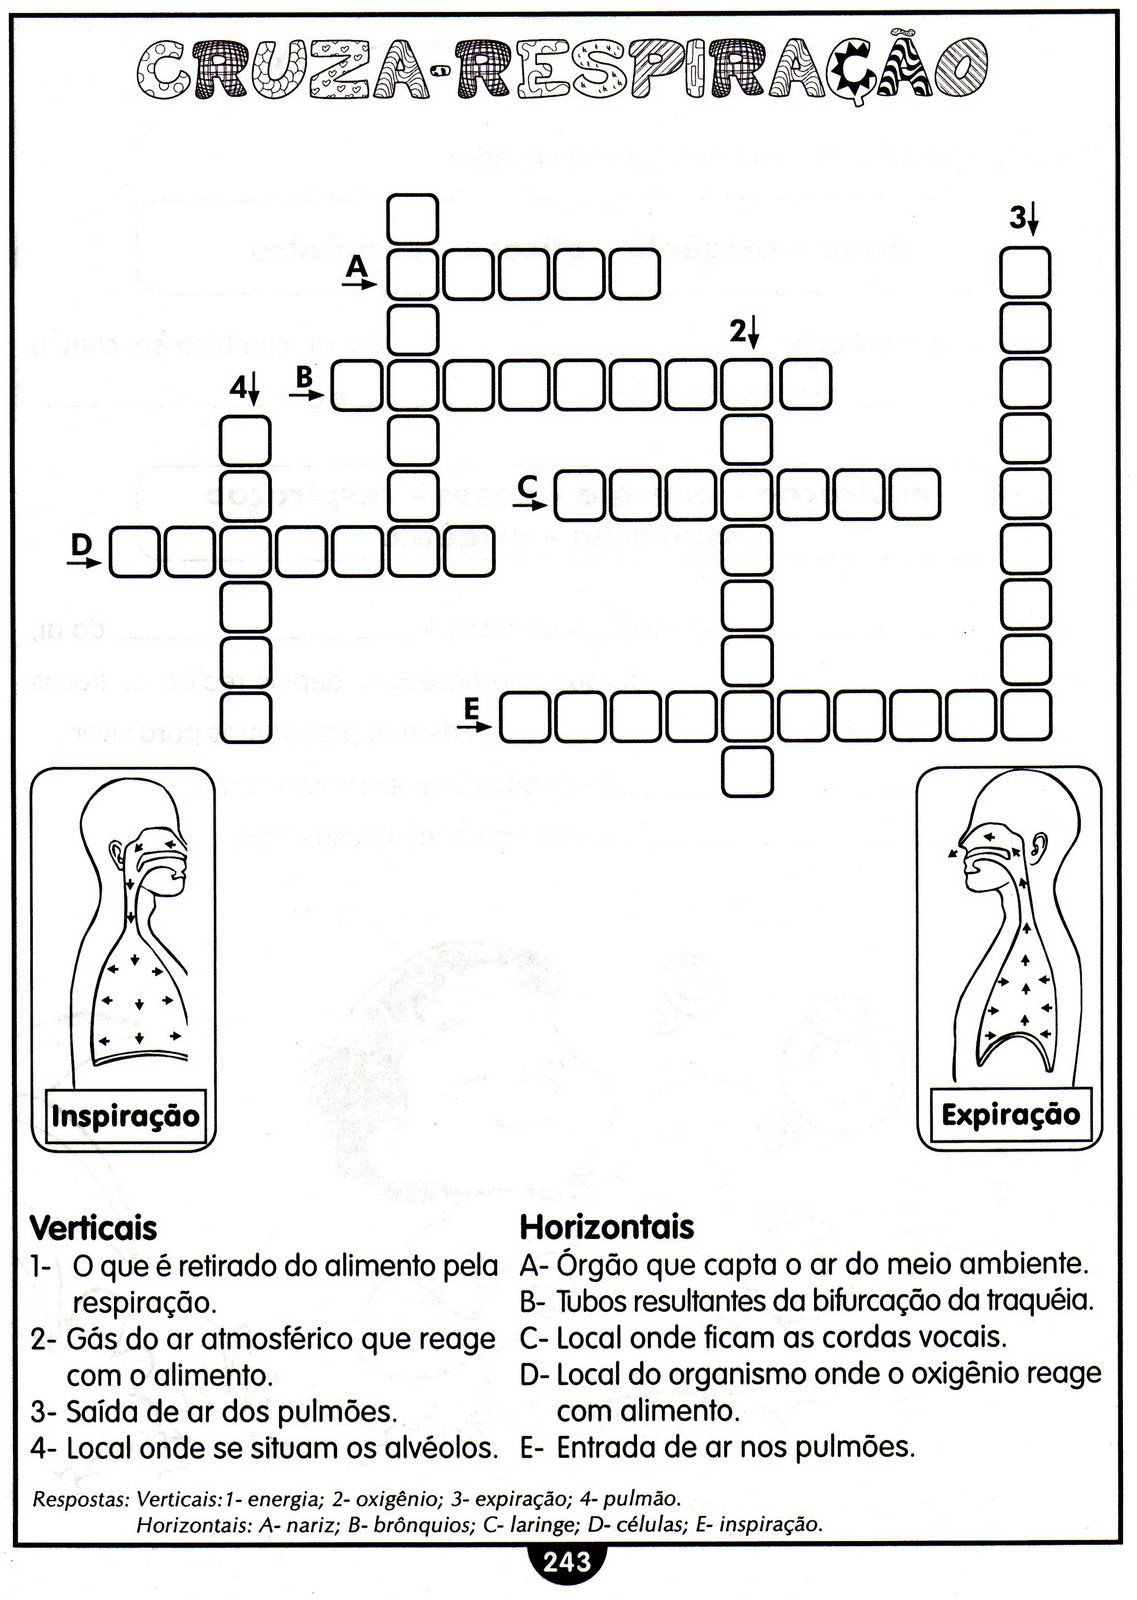 CRUZA-RESPIRAÇÃO
3
A
2
4
B
C
D
E
Inspiração
Expiração
Verticais
1- O que é retirado do alimento pela
respiração.
2- Gás do ar atmosférico que reage
com o alimento.
3- Saída de ar dos pulmões.
4- Local onde se situam os alvéolos.
Horizontais
A- Órgão que capta o ar do meio ambiente.
B- Tubos resultantes da bifurcação da traquéia.
C- Local onde ficam as cordas vocais.
D- Local do organismo onde o oxigênio reage
com alimento.
E- Entrada de ar nos pulmões.
Respostas: Verticais:1- energia; 2- oxigênio; 3- expiração; 4- pulmão.
Horizontais: A- nariz; B- brônquios; C- laringe; D- células; E- inspiração.
243